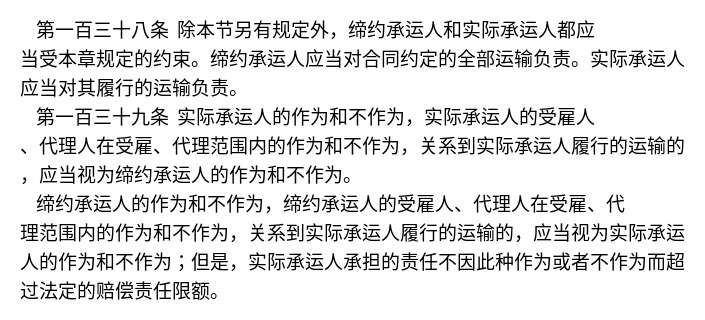 第一百三十八条 除本节另有规定外，缔约承运人和实际承运人都应
当受本章规定的约束。缔约承运人应当对合同约定的全部运输负责。实际承运人
应当对其履行的运输负责。
第一百三十九条 实际承运人的作为和不作为，实际承运人的受雇人
、代理人在受雇、代理范围内的作为和不作为，关系到实际承运人履行的运输的
，应当视为缔约承运人的作为和不作为。
缔约承运人的作为和不作为，缔约承运人的受雇人、代理人在受雇、代
理范围内的作为和不作为，关系到实际承运人履行的运输的，应当视为实际承运
人的作为和不作为；但是，实际承运人承担的责任不因此种作为或者不作为而超
过法定的赔偿责任限额。